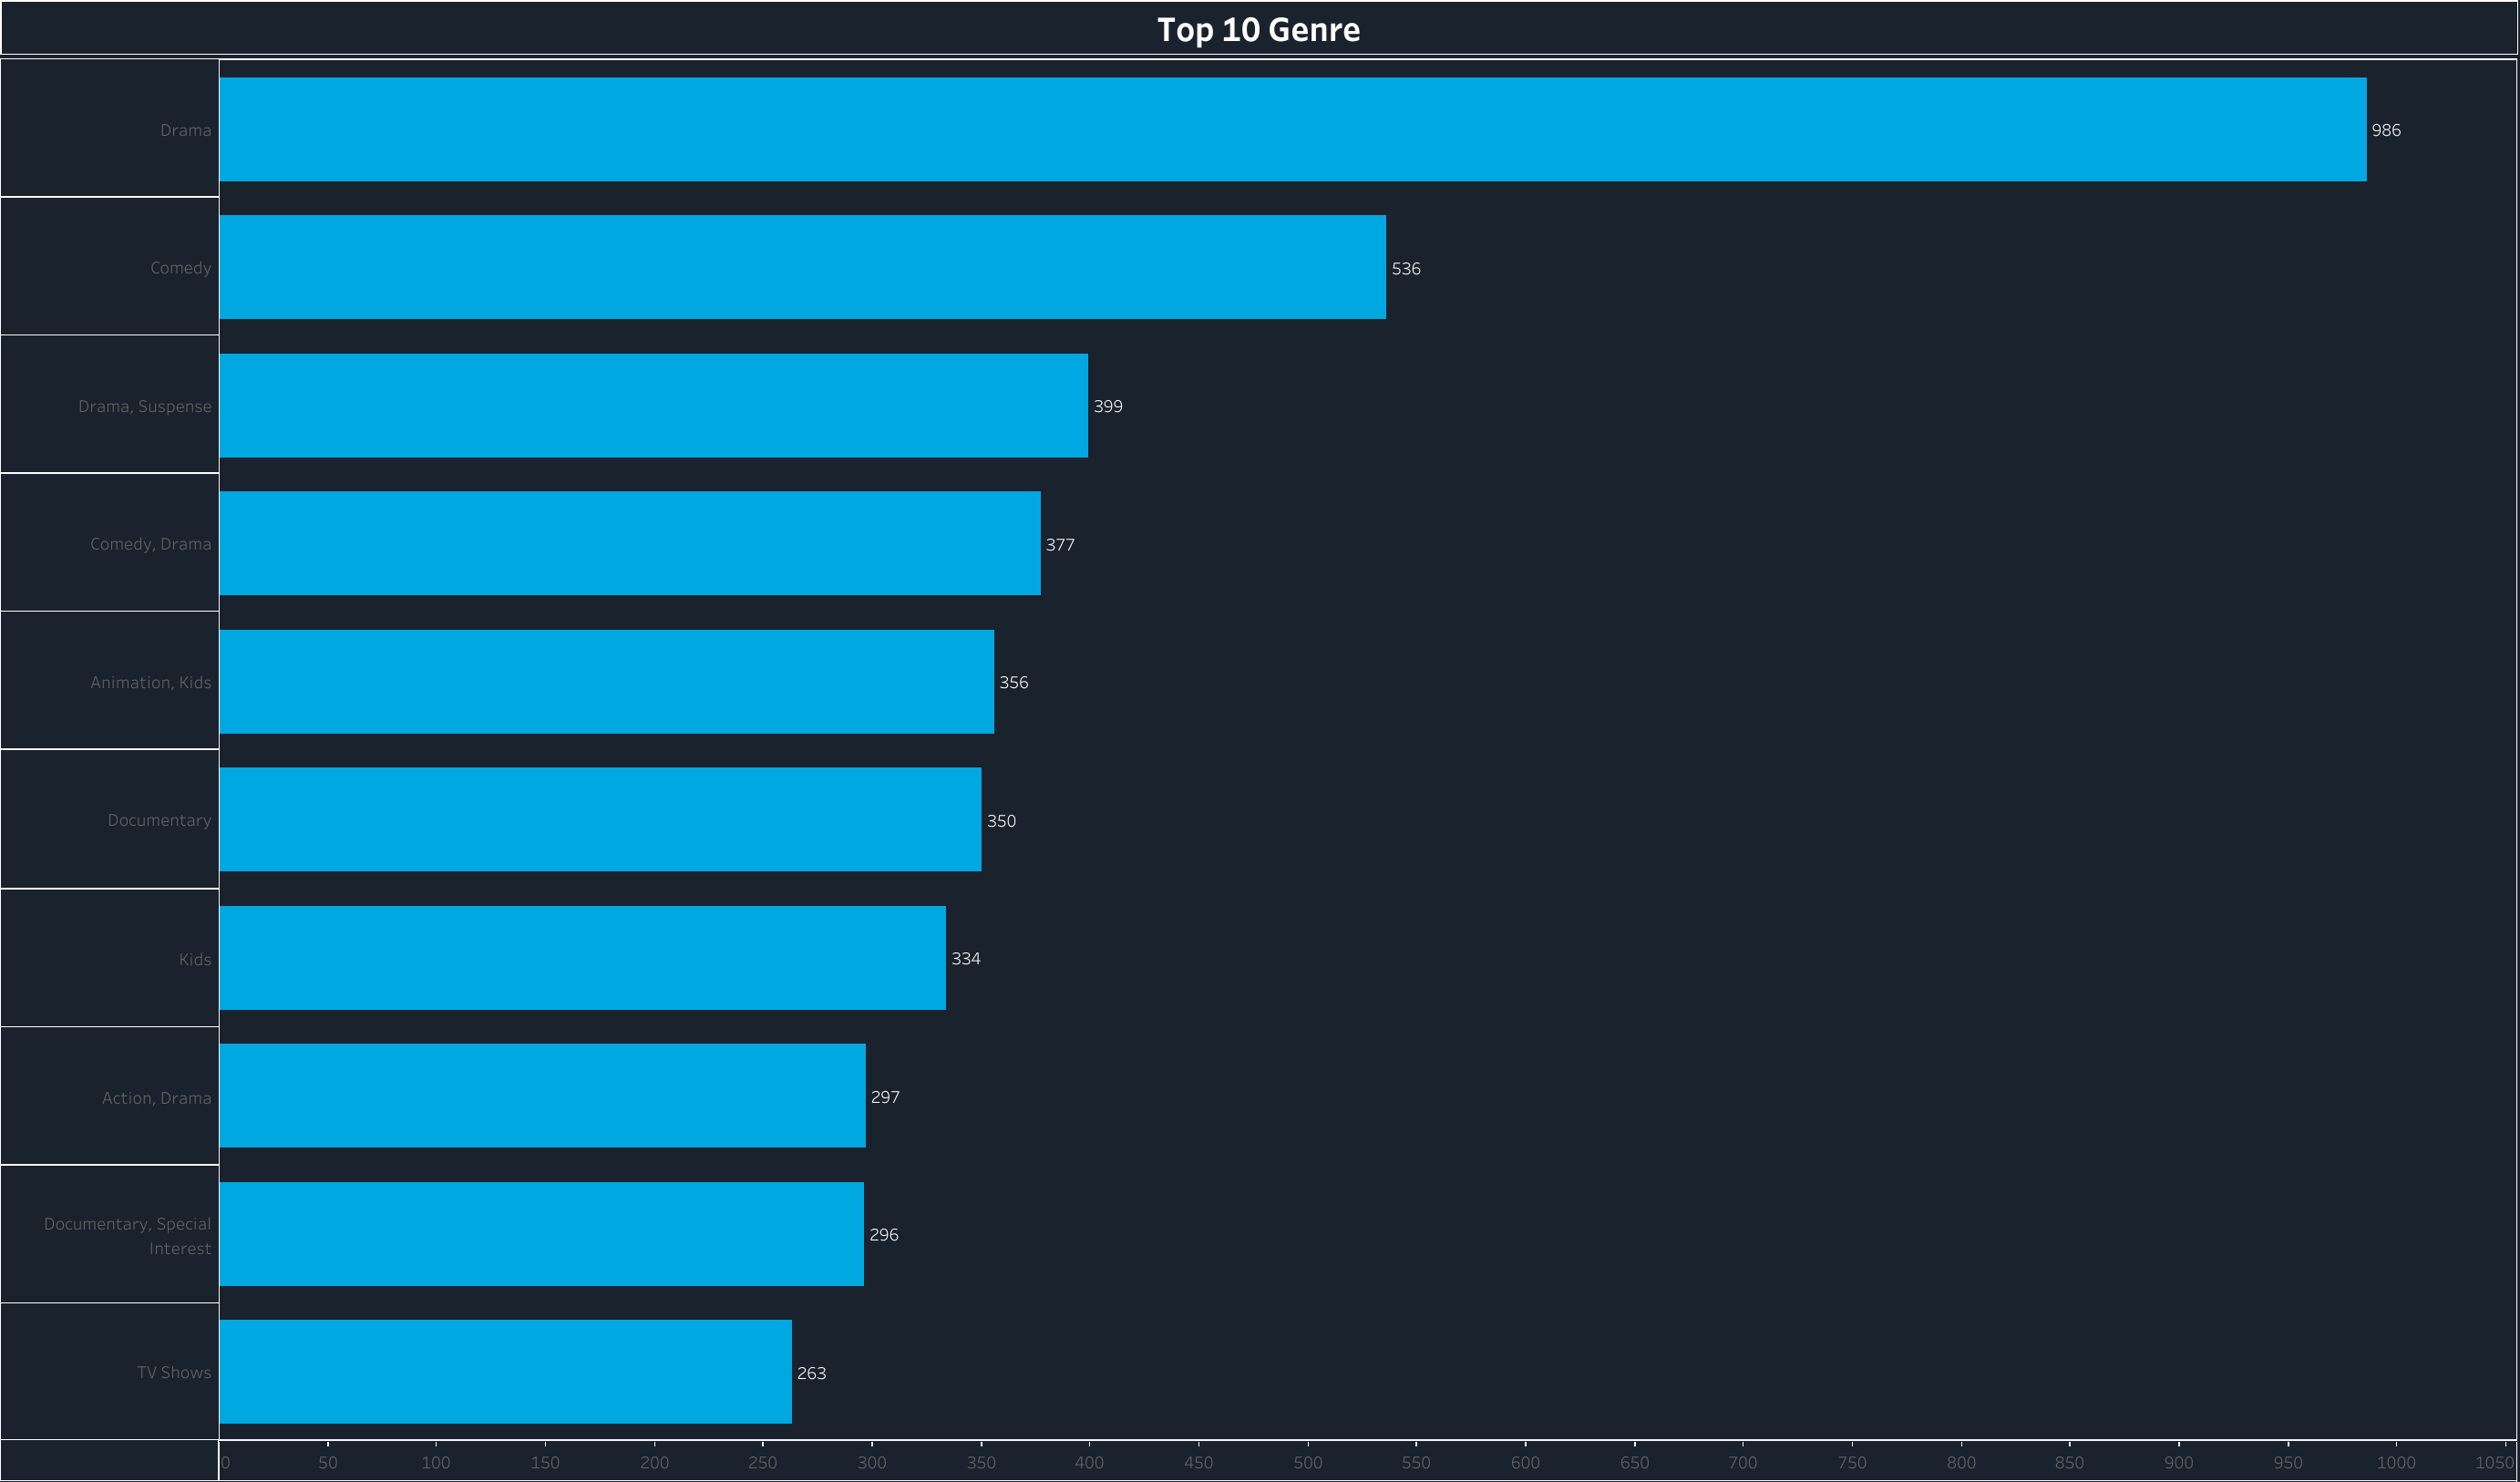 Top 10 Genre
Drama
986
Comedy
536
Drama, Suspense
399
Comedy, Drama
377
Animation, Kids
356
Documentary
350
Kids
334
Action, Drama
297
Documentary, Special
Interest
296
TV Shows
263
0 50 100 150 200 250 300 350 400 450 500 550 600 650 700 750 800 850 900 950 1000 1050